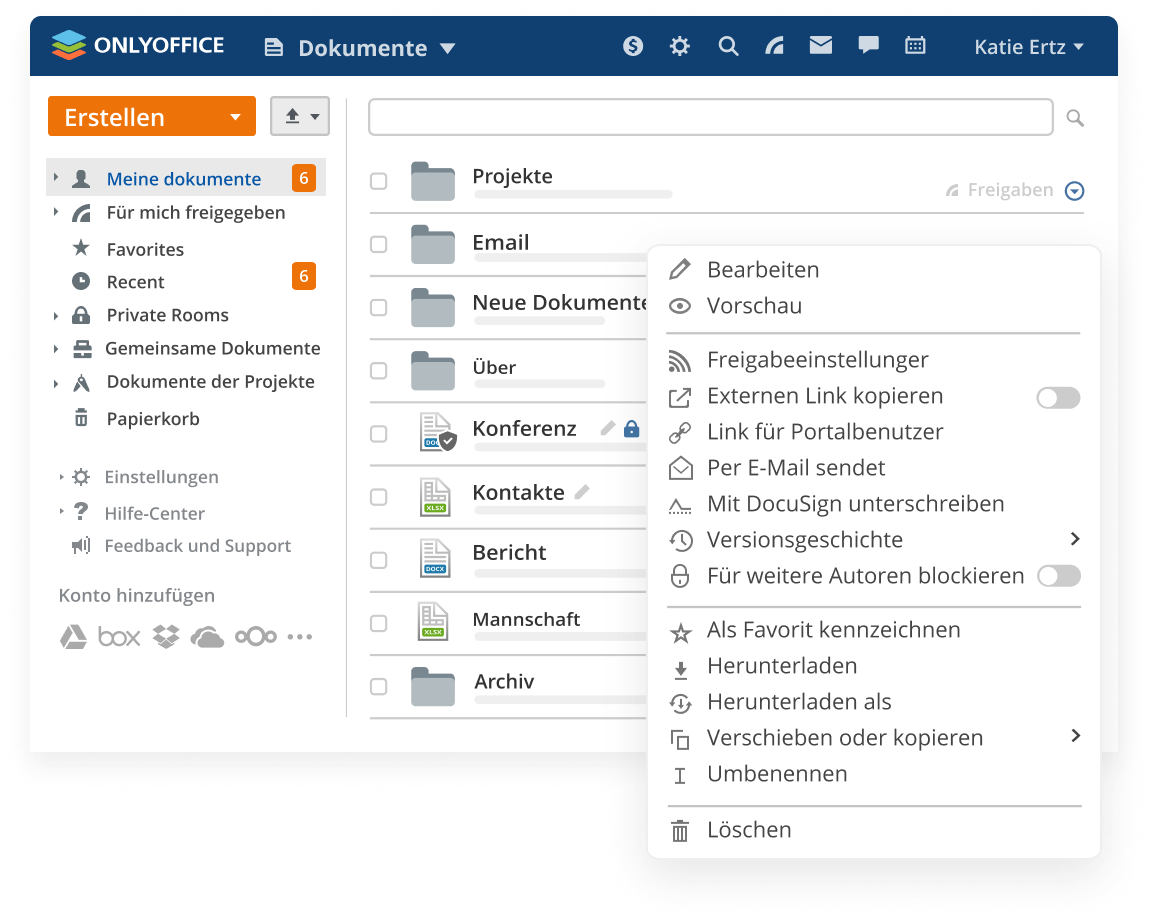 ONLYOFFICE
Dokumente
Katie Ertz
Erstellen
Meine dokumente
6
Für mich freigegeben
Favorites
Recent
6
Private Rooms
Gemeinsame Dokumente
Dokumente der Projekte
Papierkorb
Einstellungen
Hilfe-Center
Feedback und Support
Konto hinzufügen
box
Projekte
Freigaben
Email
Neue Dokumente
Über
Konferenz
Kontakte
XLSX
Bericht
DOCX
Mannschaft
XLSX
Archiv
Bearbeiten
Vorschau
Freigabeeinstellunger
Externen Link kopieren
Link für Portalbenutzer
Per E-Mail sendet
Mit DocuSign unterschreiben
Versionsgeschichte
Für weitere Autoren blockieren
Als Favorit kennzeichnen
Herunterladen
Herunterladen als
Verschieben oder kopieren
Umbenennen
Löschen